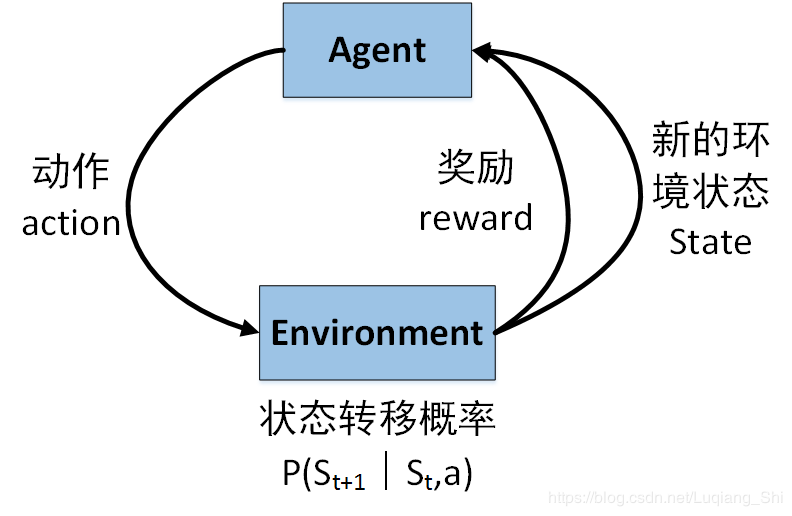 Agent
动作
action
奖励
reward
新的环
境状态
State
Environment
状态转移概率
P(Sₜ₊₁｜Sₜ,a)
https://blog.csdn.net/Luqiang_Shi